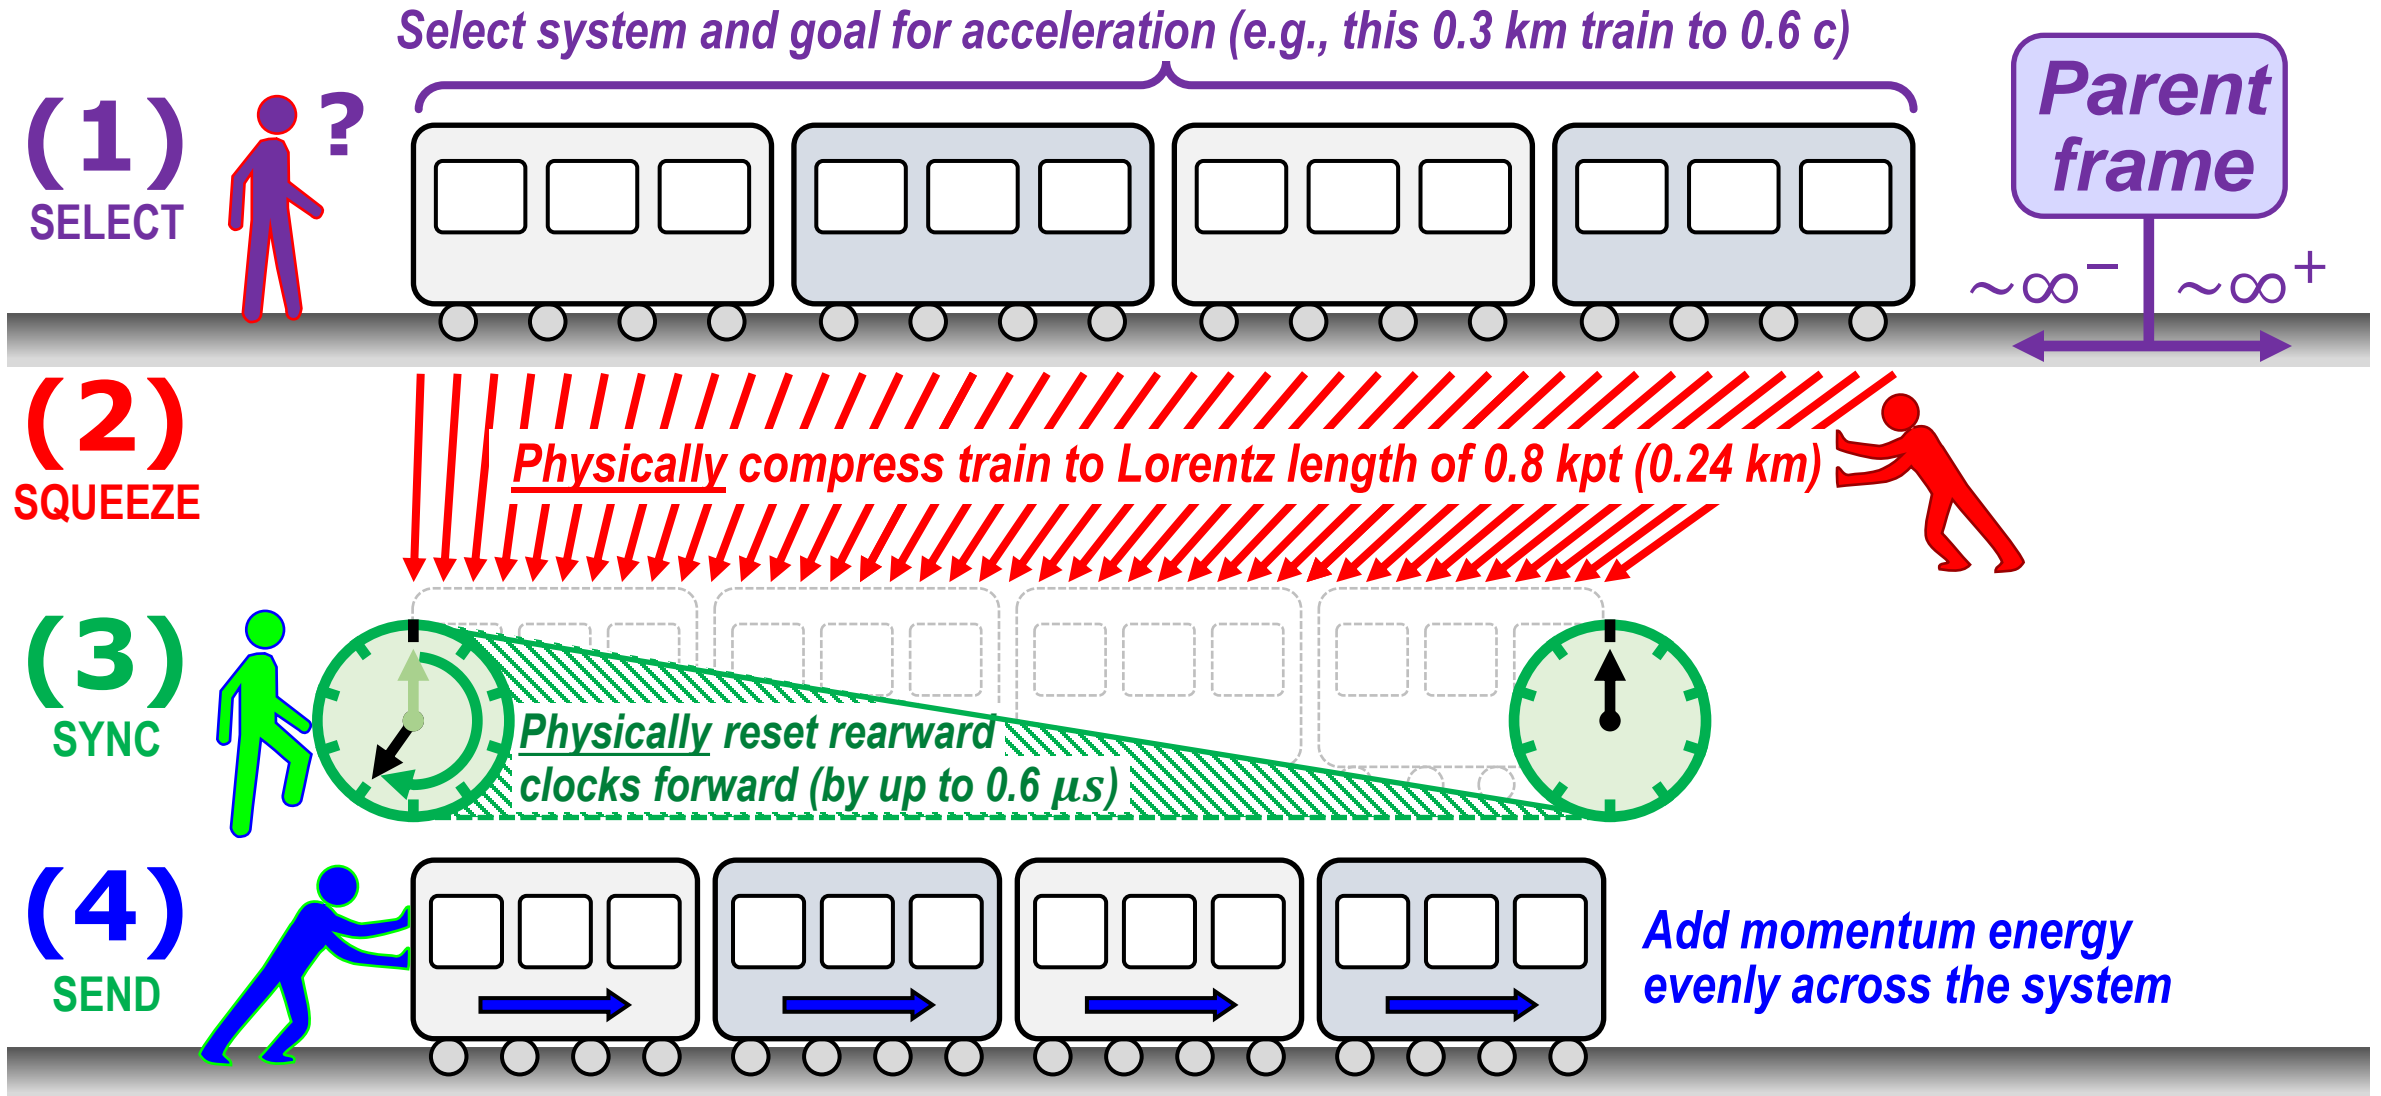 Select system and goal for acceleration (e.g., this 0.3 km train to 0.6 c)
(1)
SELECT
?
Parent
frame
~∞⁻ ~∞⁺
(2)
SQUEEZE
Physically compress train to Lorentz length of 0.8 kpt (0.24 km)
(3)
SYNC
Physically reset rearward
clocks forward (by up to 0.6 μs)
(4)
SEND
Add momentum energy
evenly across the system